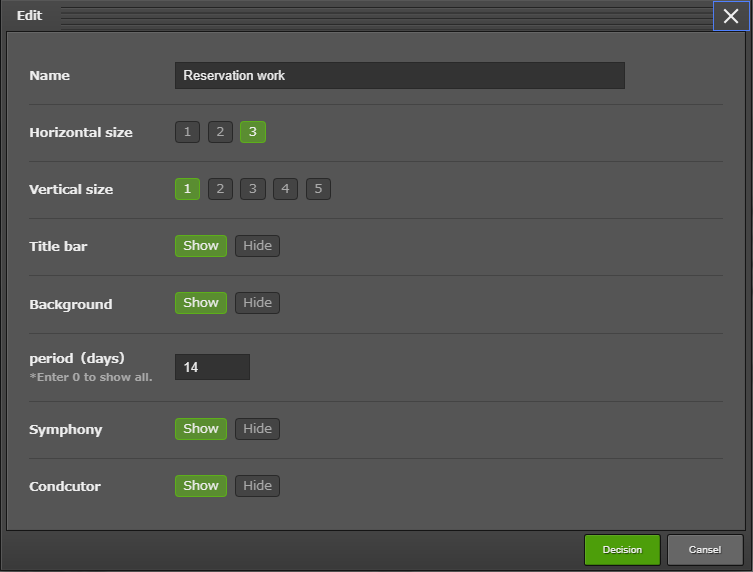 Edit
Name Reservation work
Horizontal size 1 2 3
Vertical size 1 2 3 4 5
Title bar Show Hide
Background Show Hide
period（days） 14
*Enter 0 to show all.
Symphony Show Hide
Condcutor Show Hide
Decision Cansel